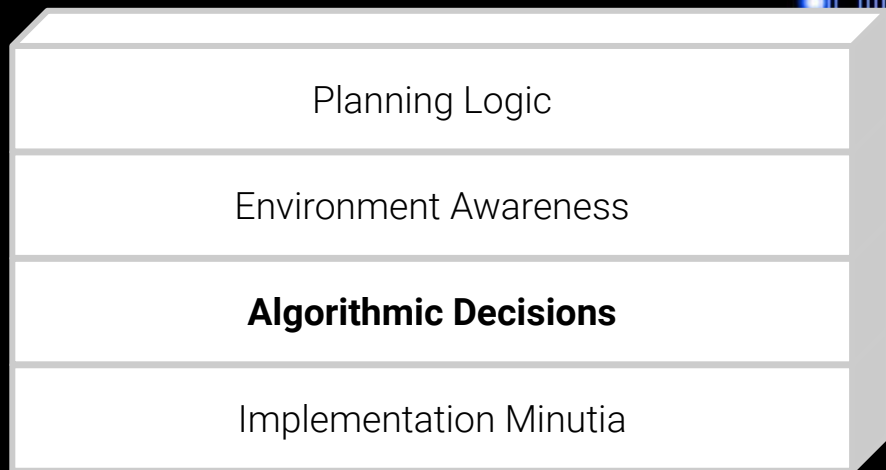 Planning Logic
Environment Awareness
Algorithmic Decisions
Implementation Minutia